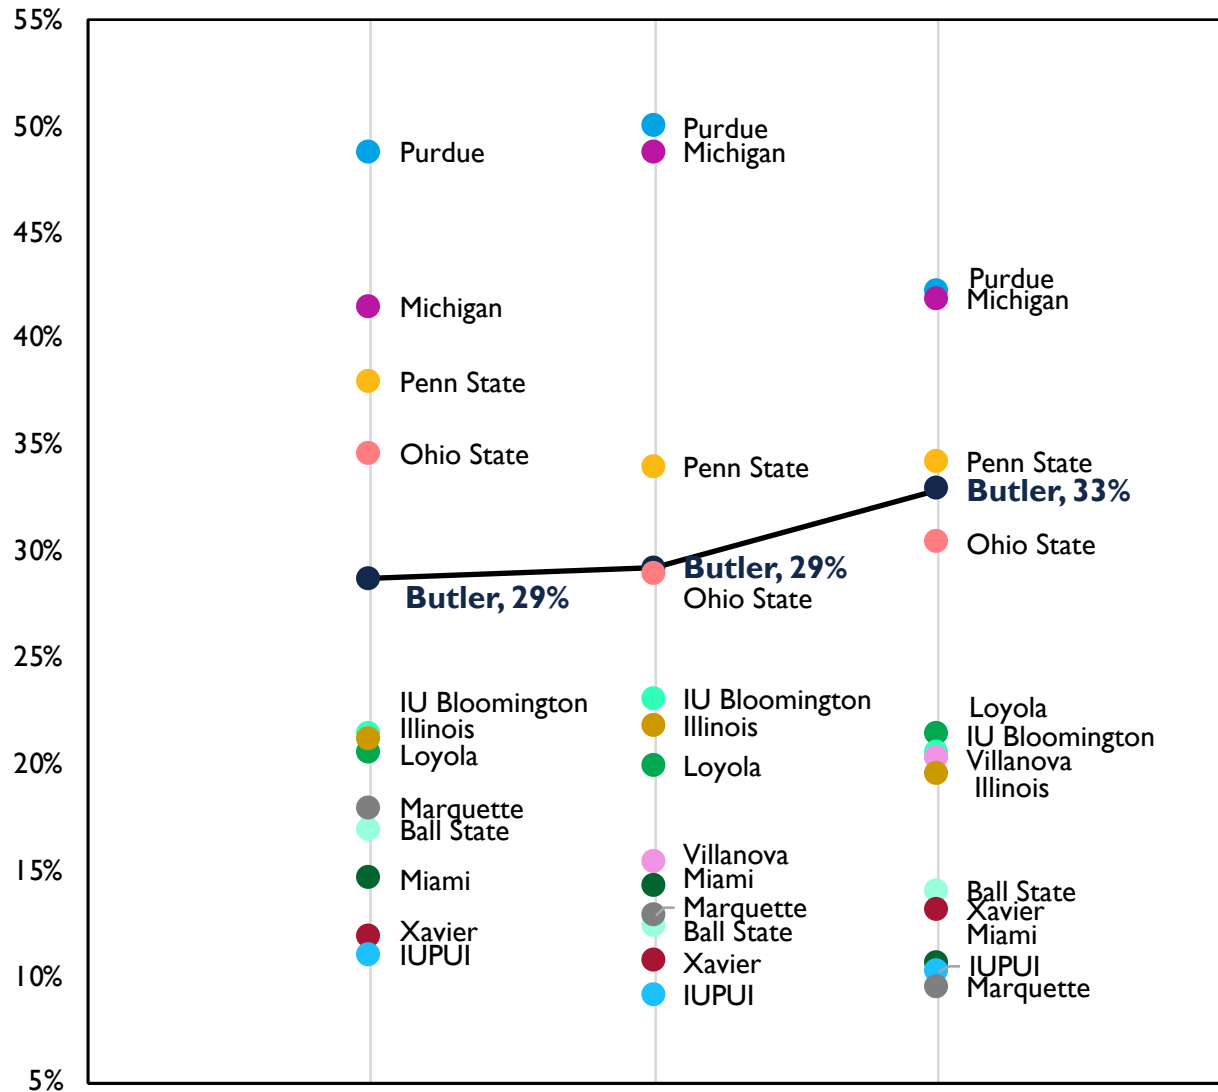 55%
50%
45%
40%
35%
30%
25%
20%
15%
10%
5%
Purdue
Michigan
Penn State
Ohio State
Butler, 29%
IU Bloomington
Illinois
Loyola
Marquette
Ball State
Miami
Xavier
IUPUI
Purdue
Michigan
Penn State
Butler, 29%
Ohio State
IU Bloomington
Illinois
Loyola
Villanova
Miami
Marquette
Ball State
Xavier
IUPUI
Purdue
Michigan
Penn State
Butler, 33%
Ohio State
Loyola
IU Bloomington
Villanova
Illinois
Ball State
Xavier
Miami
IUPUI
Marquette